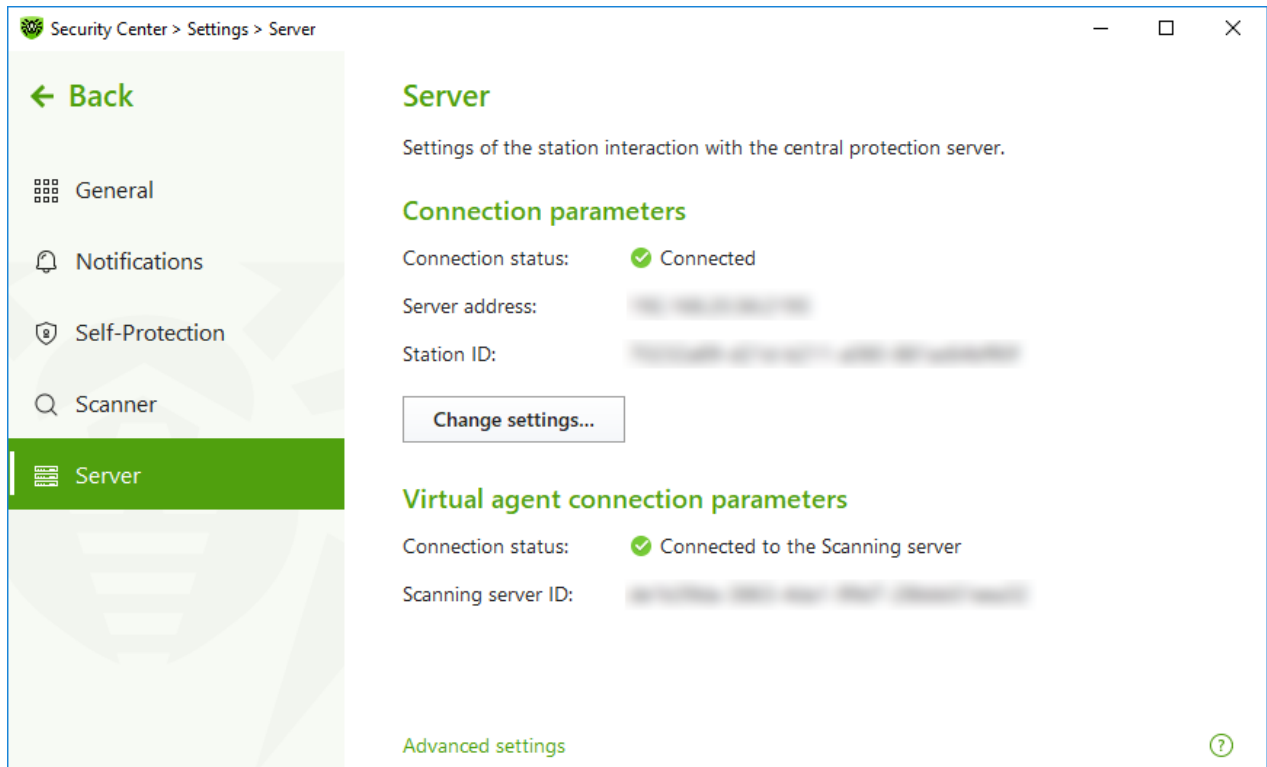 Security Center > Settings > Server
Back
General
Notifications
Self-Protection
Scanner
Server
Server
Settings of the station interaction with the central protection server.
Connection parameters
Connection status: Connected
Server address:
Station ID:
Change settings...
Virtual agent connection parameters
Connection status: Connected to the Scanning server
Scanning server ID:
Advanced settings
?